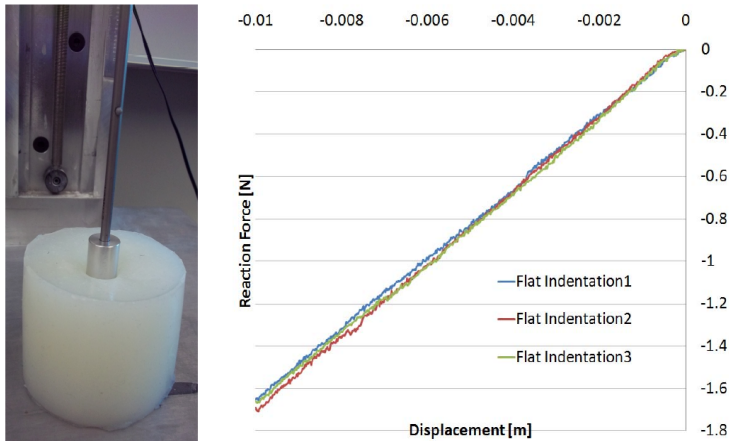 -0.01 -0.008 -0.006 -0.004 -0.002 0
0
-0.2
-0.4
-0.6
-0.8
-1
-1.2
-1.4
-1.6
-1.8
Reaction Force [N]
Flat Indentation1
Flat Indentation2
Flat Indentation3
Displacement [m]